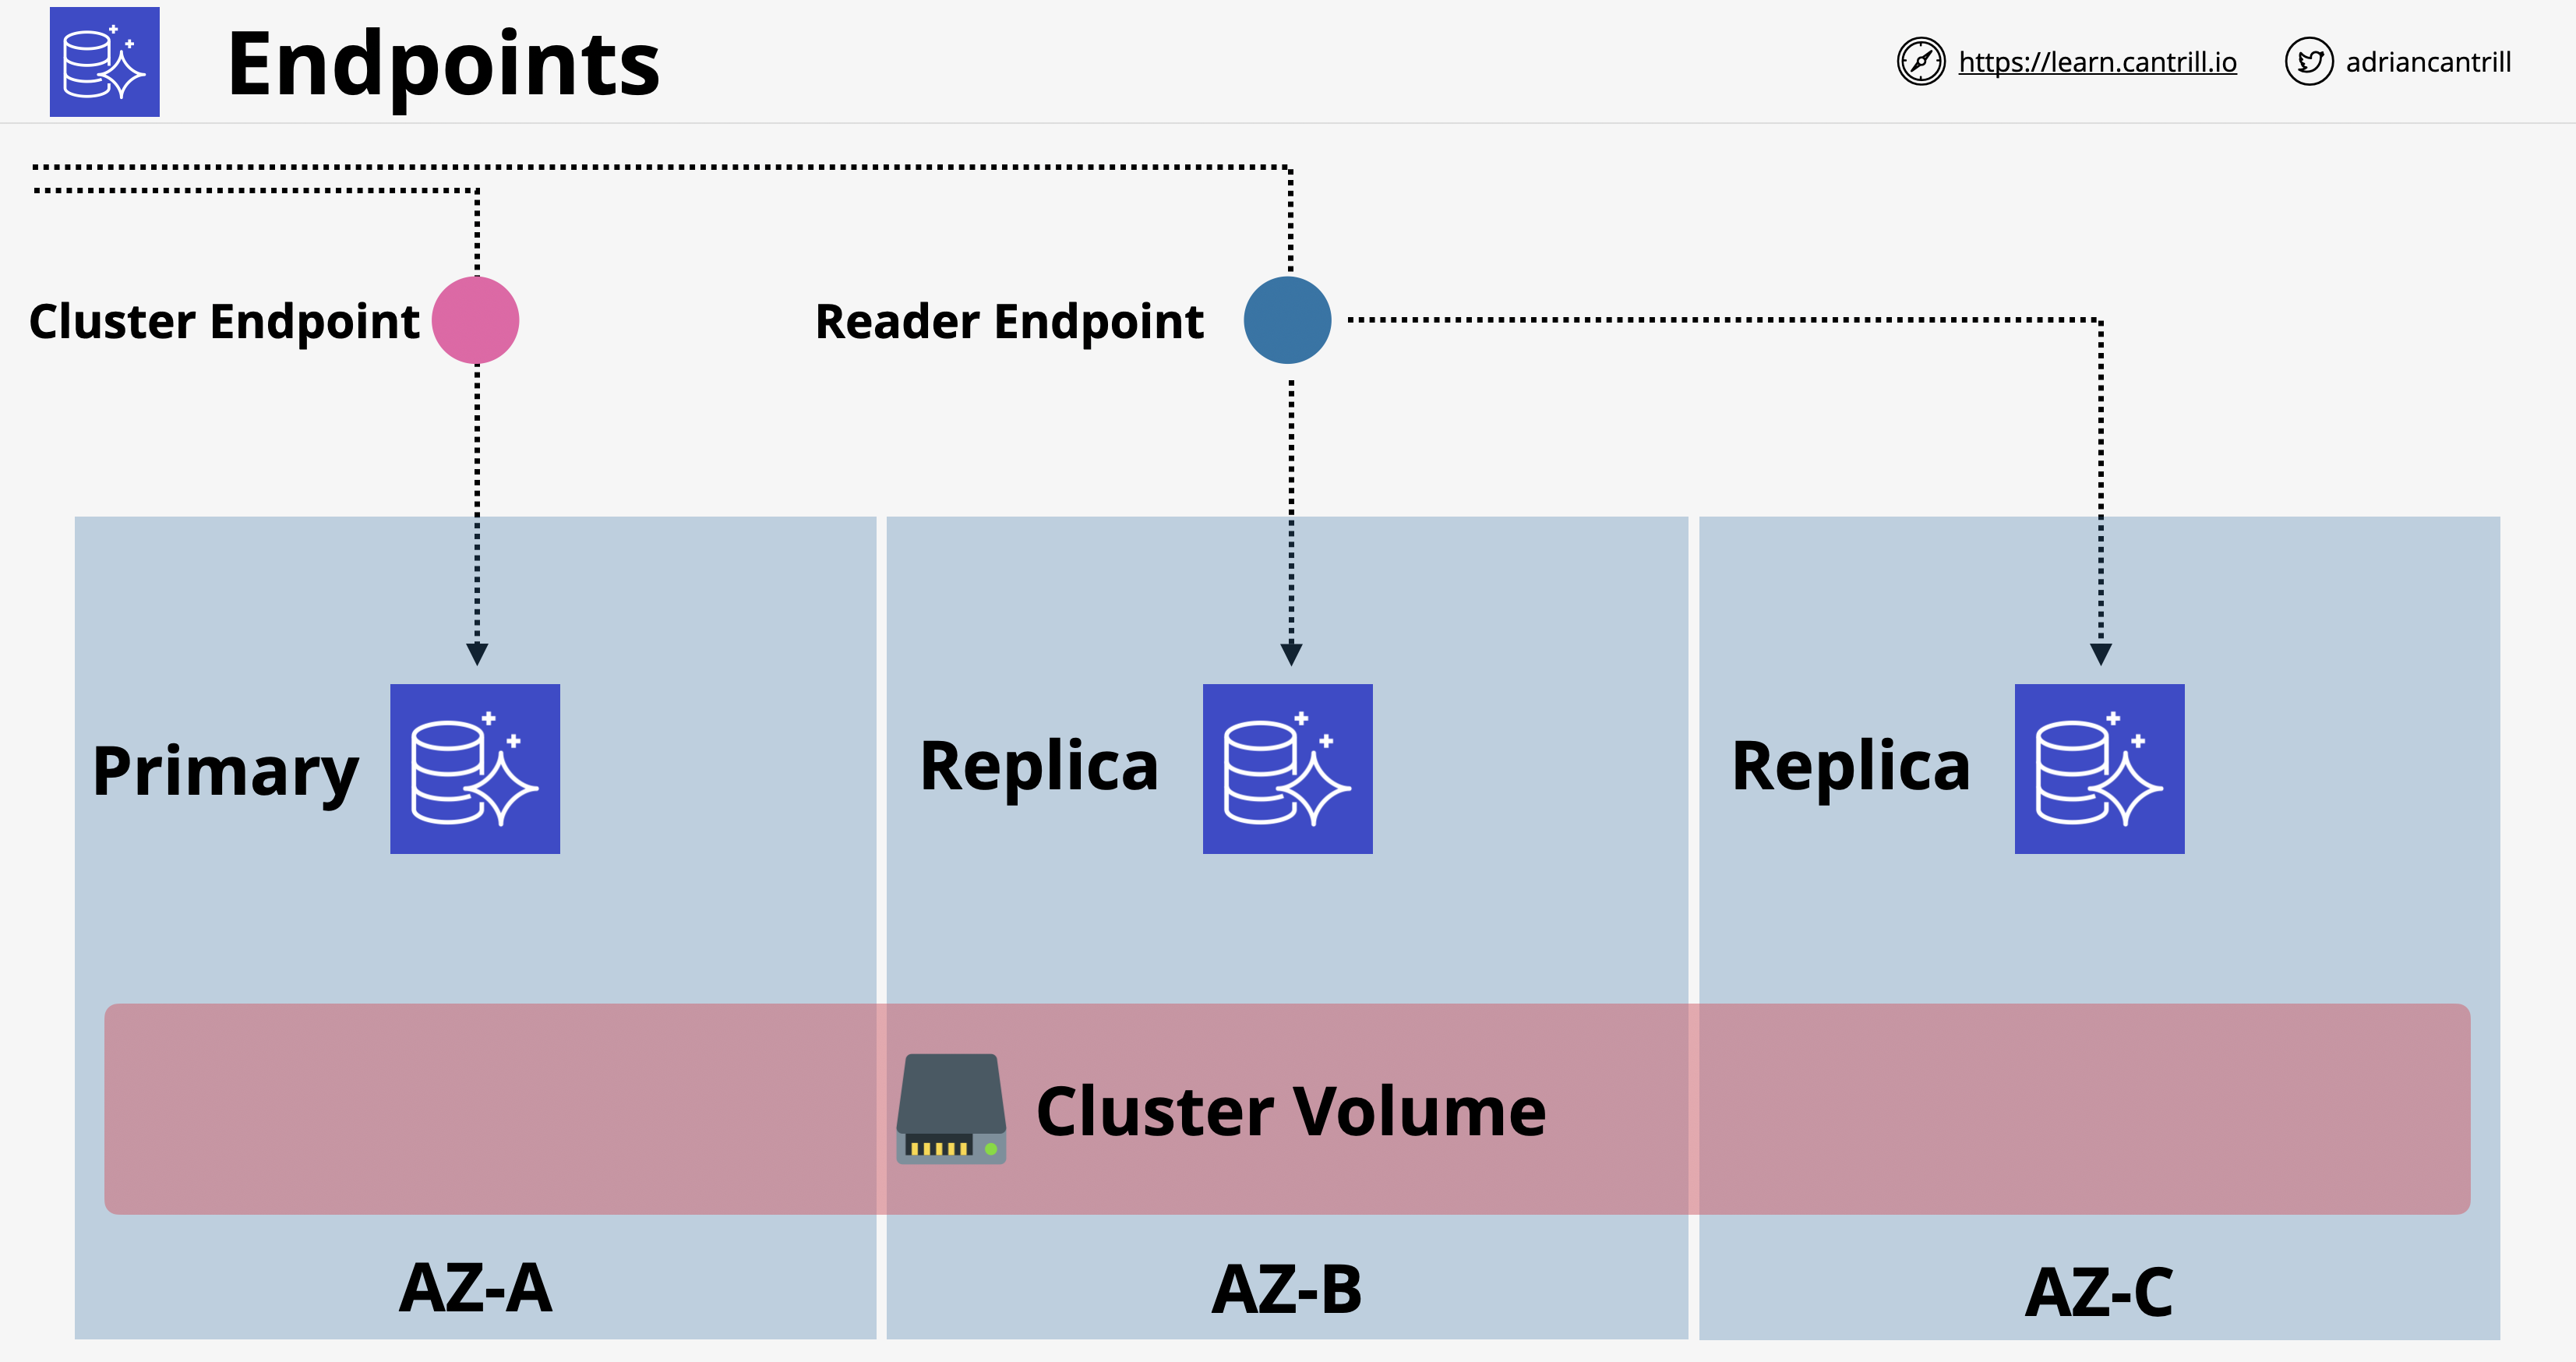 Endpoints
https://learn.cantrill.io
adriancantrill
Cluster Endpoint
Reader Endpoint
Primary
Replica
Replica
Cluster Volume
AZ-A
AZ-B
AZ-C